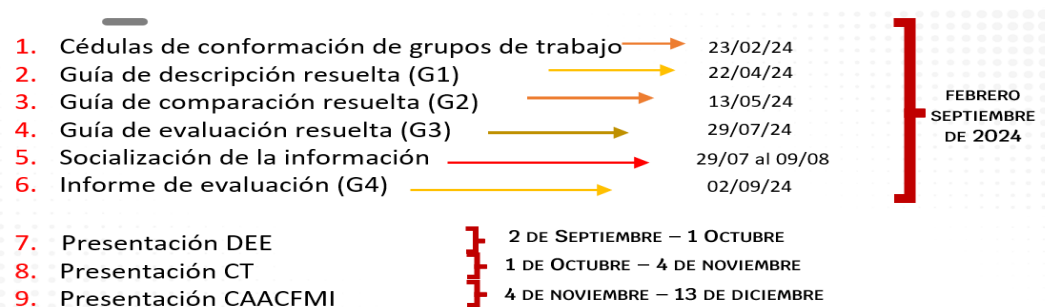 1. Cédulas de conformación de grupos de trabajo 23/02/24
2. Guía de descripción resuelta (G1) 22/04/24
3. Guía de comparación resuelta (G2) 13/05/24
4. Guía de evaluación resuelta (G3) 29/07/24
5. Socialización de la información 29/07 al 09/08
6. Informe de evaluación (G4) 02/09/24
FEBRERO
SEPTIEMBRE
DE 2024
7. Presentación DEE 2 DE SEPTIEMBRE – 1 OCTUBRE
8. Presentación CT 1 DE OCTUBRE – 4 DE NOVIEMBRE
9. Presentación CAACFMI 4 DE NOVIEMBRE – 13 DE DICIEMBRE